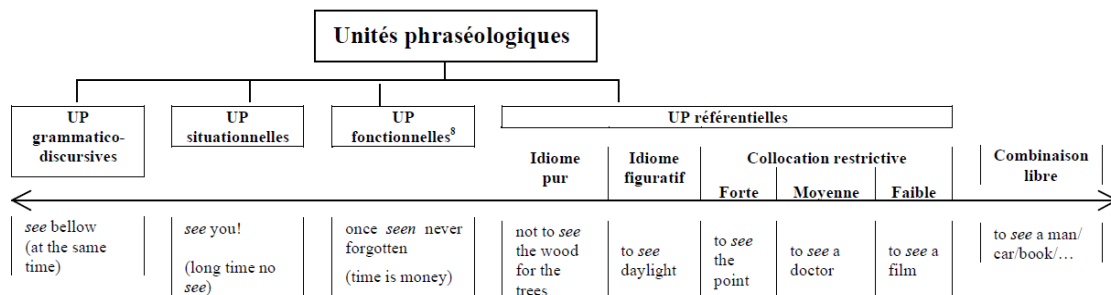 Unités phraséologiques
UP
grammatico-
discursives
UP
situationnelles
UP
fonctionnelles8
UP référentielles
Idiome
pur
Idiome
figuratif
Collocation restrictive
Forte
Moyenne
Faible
Combinaison
libre
see bellow
(at the same
time)
see you!
(long time no
see)
once seen never
forgotten
(time is money)
not to see
the wood
for the
trees
to see
daylight
to see
the
point
to see a
doctor
to see a
film
to see a man/
car/book/…